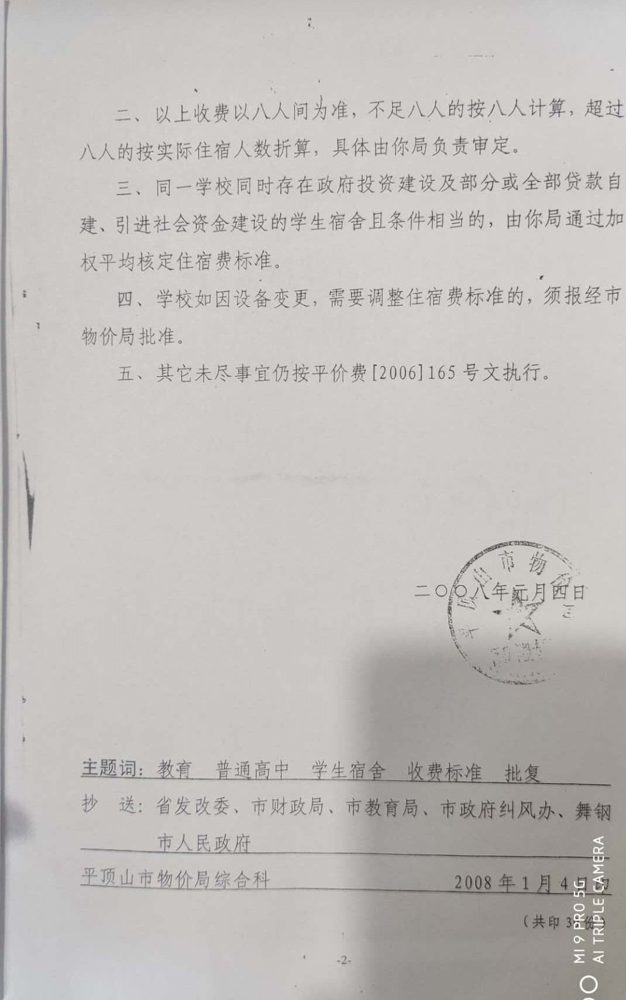 二、以上收费以八人间为准，不足八人的按八人计算，超过
八人的按实际住宿人数折算，具体由你局负责审定。
三、同一学校同时存在政府投资建设及部分或全部贷款自
建、引进社会资金建设的学生宿舍且条件相当的，由你局通过加
权平均核定住宿费标准。
四、学校如因设备变更，需要调整住宿费标准的，须报经市
物价局批准。
五、其它未尽事宜仍按平价费[2006]165 号文执行。
市物
二〇〇八年元月四日
主题词：教育 普通高中 学生宿舍 收费标准 批复
抄 送：省发改委、市财政局、市教育局、市政府纠风办、舞钢
市人民政府
平顶山市物价局综合科 2008 年 1 月 4 日印
（共印 3 份）
-2-
MI 9 PRO 5G
AI TRIPLE CAMERA